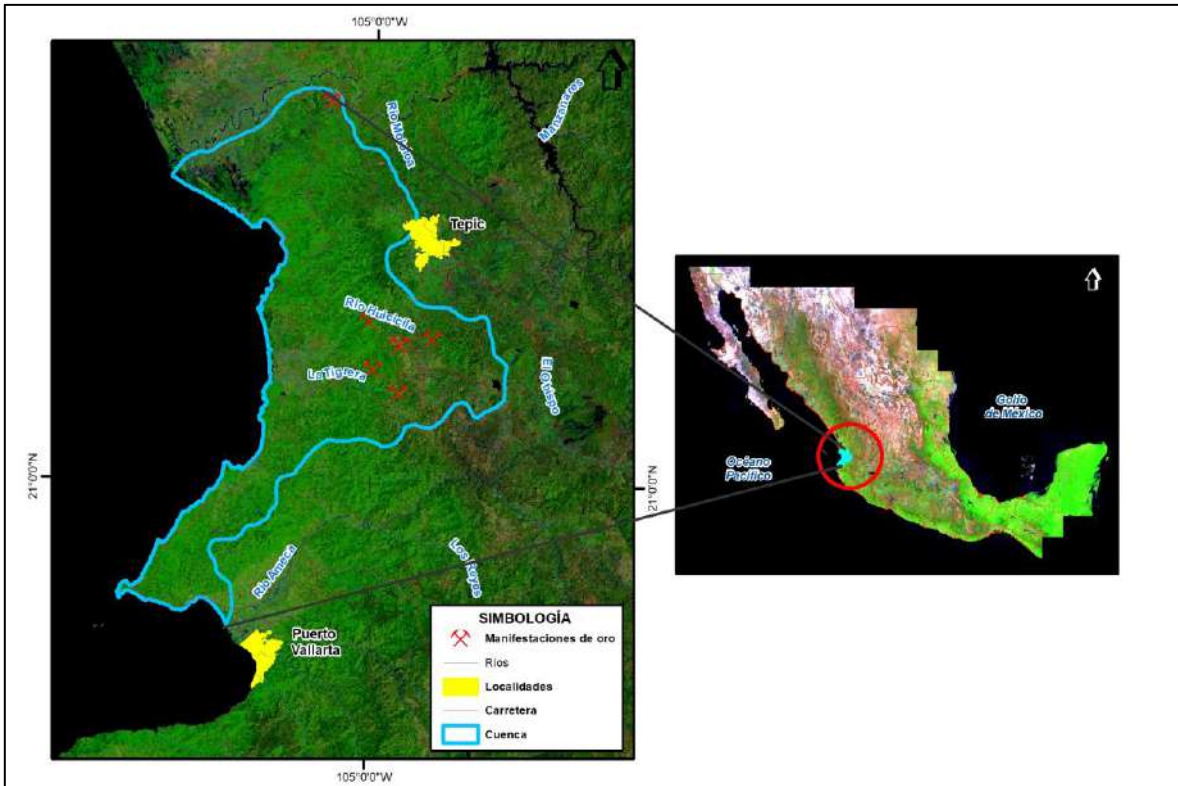 105°0'0"W
Río Mololoa
Manzanares
Tepic
Río Huicicila
La Tigrera
El Obispo
21°0'0"N
21°0'0"N
Río Ameca
Los Reyes
Puerto
Vallarta
SIMBOLOGÍA
Manifestaciones de oro
Ríos
Localidades
Carretera
Cuenca
105°0'0"W
Golfo
de México
Océano
Pacífico